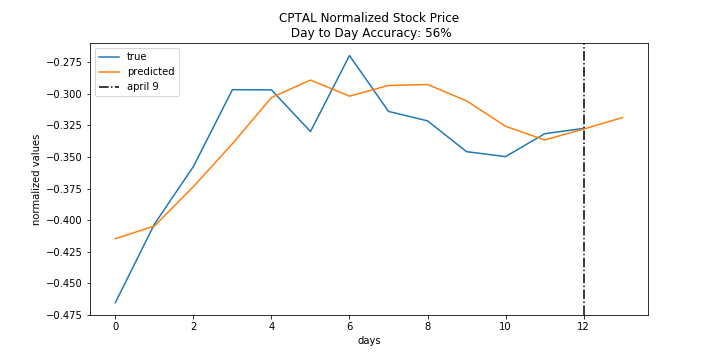 CPTAL Normalized Stock Price
Day to Day Accuracy: 56%
true
predicted
april 9
−0.275
−0.300
−0.325
−0.350
−0.375
−0.400
−0.425
−0.450
−0.475
normalized values
0 2 4 6 8 10 12
days